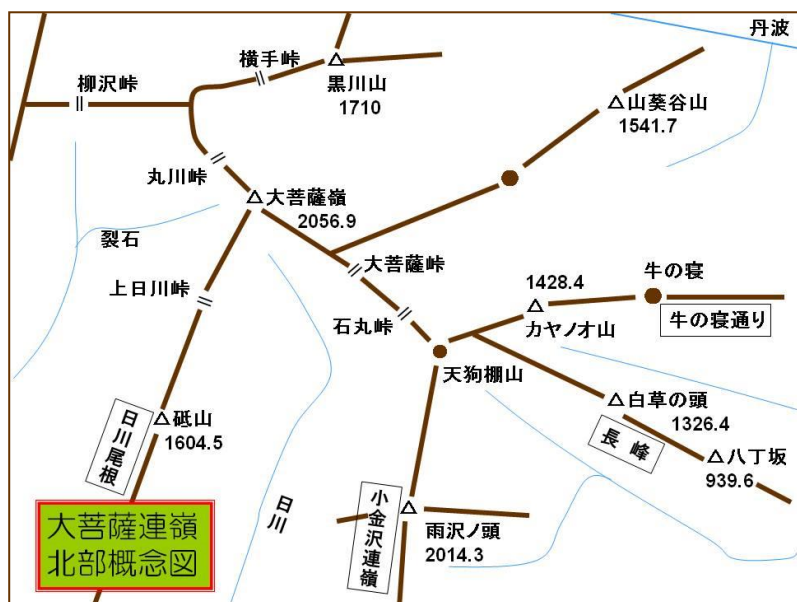 丹波
横手峠
柳沢峠
黒川山
1710
山葵谷山
1541.7
丸川峠
大菩薩嶺
2056.9
裂石
大菩薩峠
牛の寝
上日川峠
1428.4
石丸峠
カヤノオ山
牛の寝通り
天狗棚山
白草の頭
1326.4
砥山
1604.5
日川尾根
長峰
八丁坂
939.6
日川
小金沢連嶺
雨沢ノ頭
2014.3
大菩薩連嶺
北部概念図